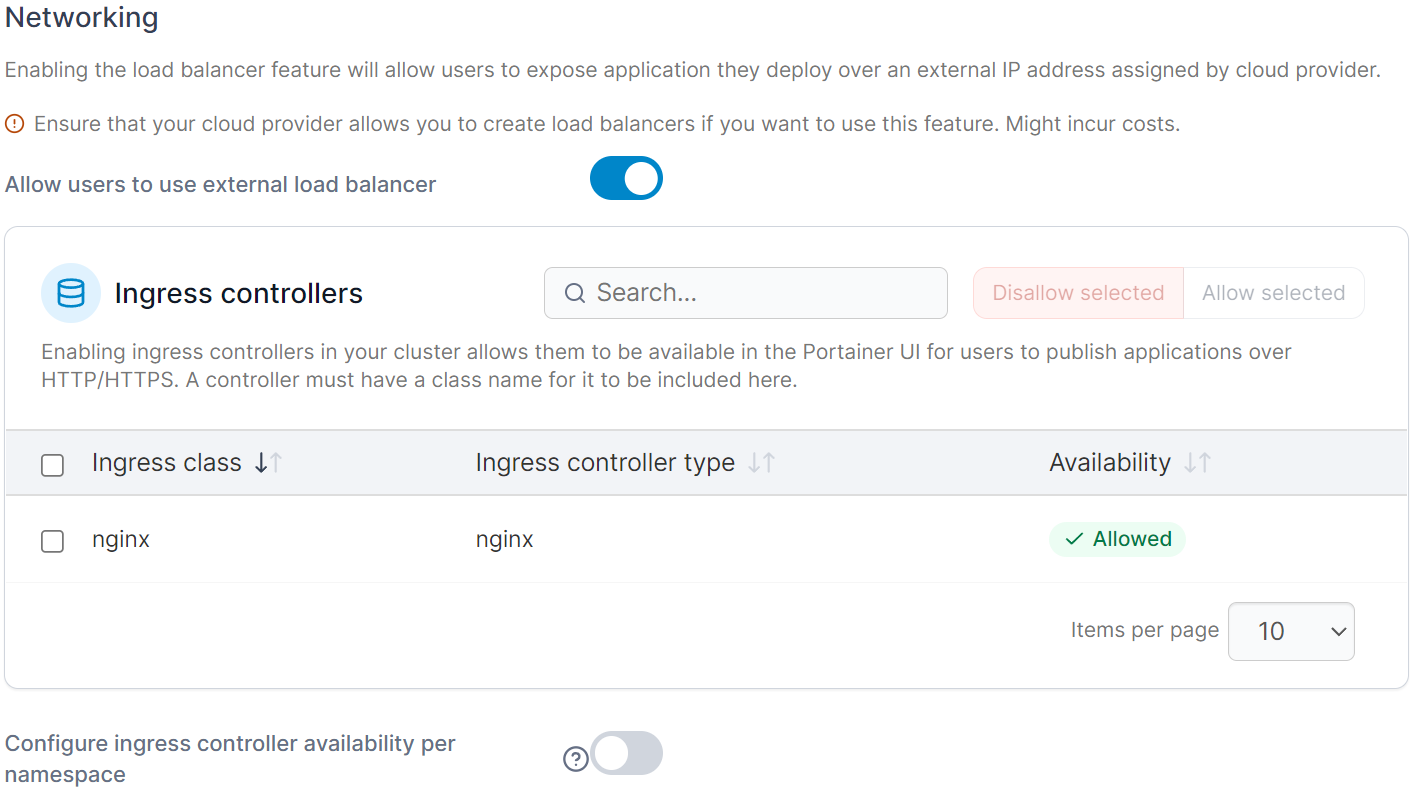 Networking
Enabling the load balancer feature will allow users to expose application they deploy over an external IP address assigned by cloud provider.
Ensure that your cloud provider allows you to create load balancers if you want to use this feature. Might incur costs.
Allow users to use external load balancer
Ingress controllers
Search...
Disallow selected
Allow selected
Enabling ingress controllers in your cluster allows them to be available in the Portainer UI for users to publish applications over
HTTP/HTTPS. A controller must have a class name for it to be included here.
Ingress class
Ingress controller type
Availability
nginx
nginx
Allowed
Items per page
10
Configure ingress controller availability per
namespace